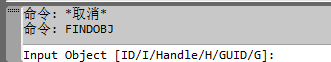 命令: *取消*
命令: FINDOBJ
Input Object [ID/I/Handle/H/GUID/G]: